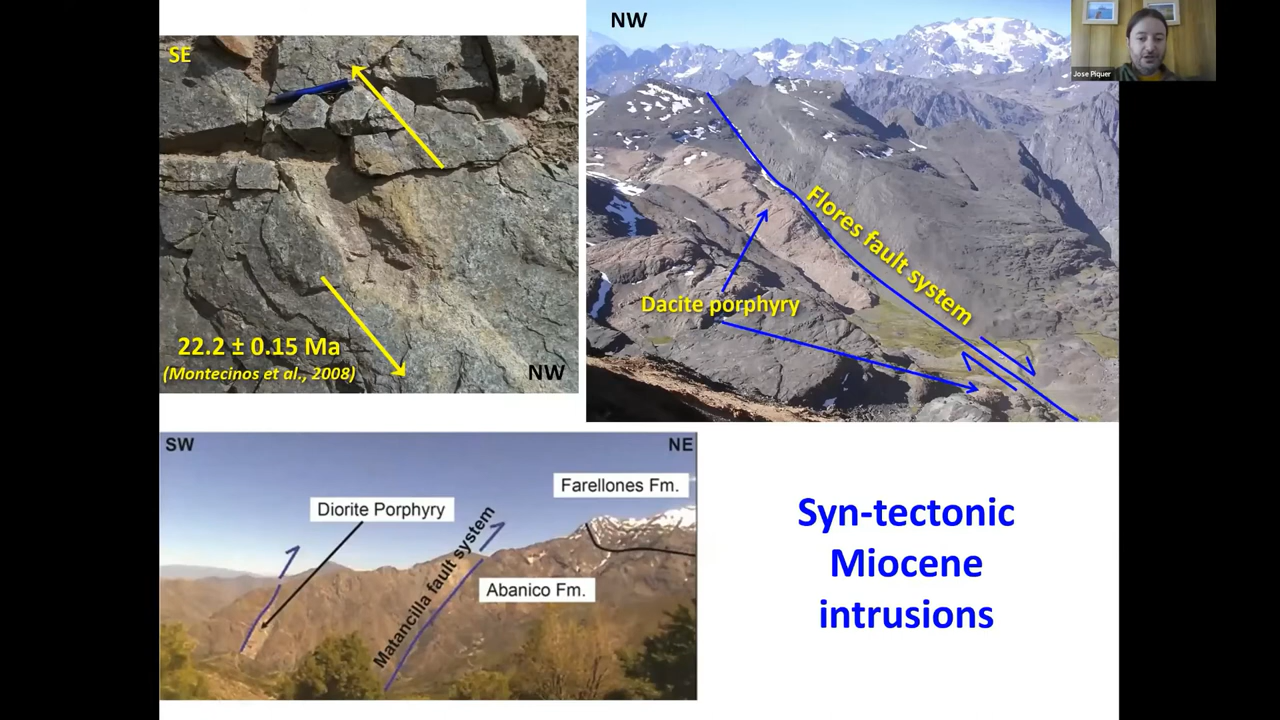 SE
22.2 ± 0.15 Ma
(Montecinos et al., 2008)
NW
NW
Flores fault system
Dacite porphyry
Jose Piquer
SW
NE
Farellones Fm.
Diorite Porphyry
Matancilla fault system
Abanico Fm.
Syn-tectonic
Miocene
intrusions